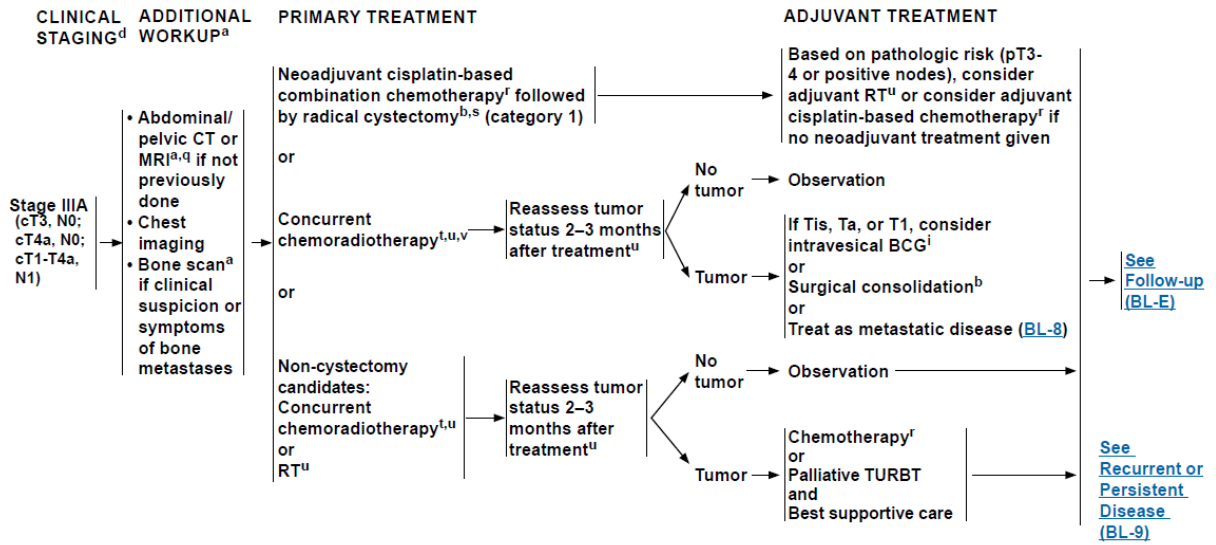 CLINICAL
STAGINGd
ADDITIONAL
WORKUPa
PRIMARY TREATMENT
ADJUVANT TREATMENT
Stage IIIA
(cT3, N0;
cT4a, N0;
cT1-T4a,
N1)
• Abdominal/
pelvic CT or
MRIa,q if not
previously
done
• Chest
imaging
• Bone scana
if clinical
suspicion or
symptoms
of bone
metastases
Neoadjuvant cisplatin-based
combination chemotherapyr followed
by radical cystectomyb,s (category 1)
Based on pathologic risk (pT3-
4 or positive nodes), consider
adjuvant RTu or consider adjuvant
cisplatin-based chemotherapyr if
no neoadjuvant treatment given
or
Concurrent
chemoradiotherapyt,u,v
Reassess tumor
status 2–3 months
after treatmentu
No
tumor
Observation
Tumor
If Tis, Ta, or T1, consider
intravesical BCGj
or
Surgical consolidationb
or
Treat as metastatic disease (BL-8)
See
Follow-up
(BL-E)
or
Non-cystectomy
candidates:
Concurrent
chemoradiotherapyt,u
or
RTu
Reassess tumor
status 2–3
months after
treatmentu
No
tumor
Observation
Tumor
Chemotherapyr
or
Palliative TURBT
and
Best supportive care
See
Recurrent or
Persistent
Disease
(BL-9)